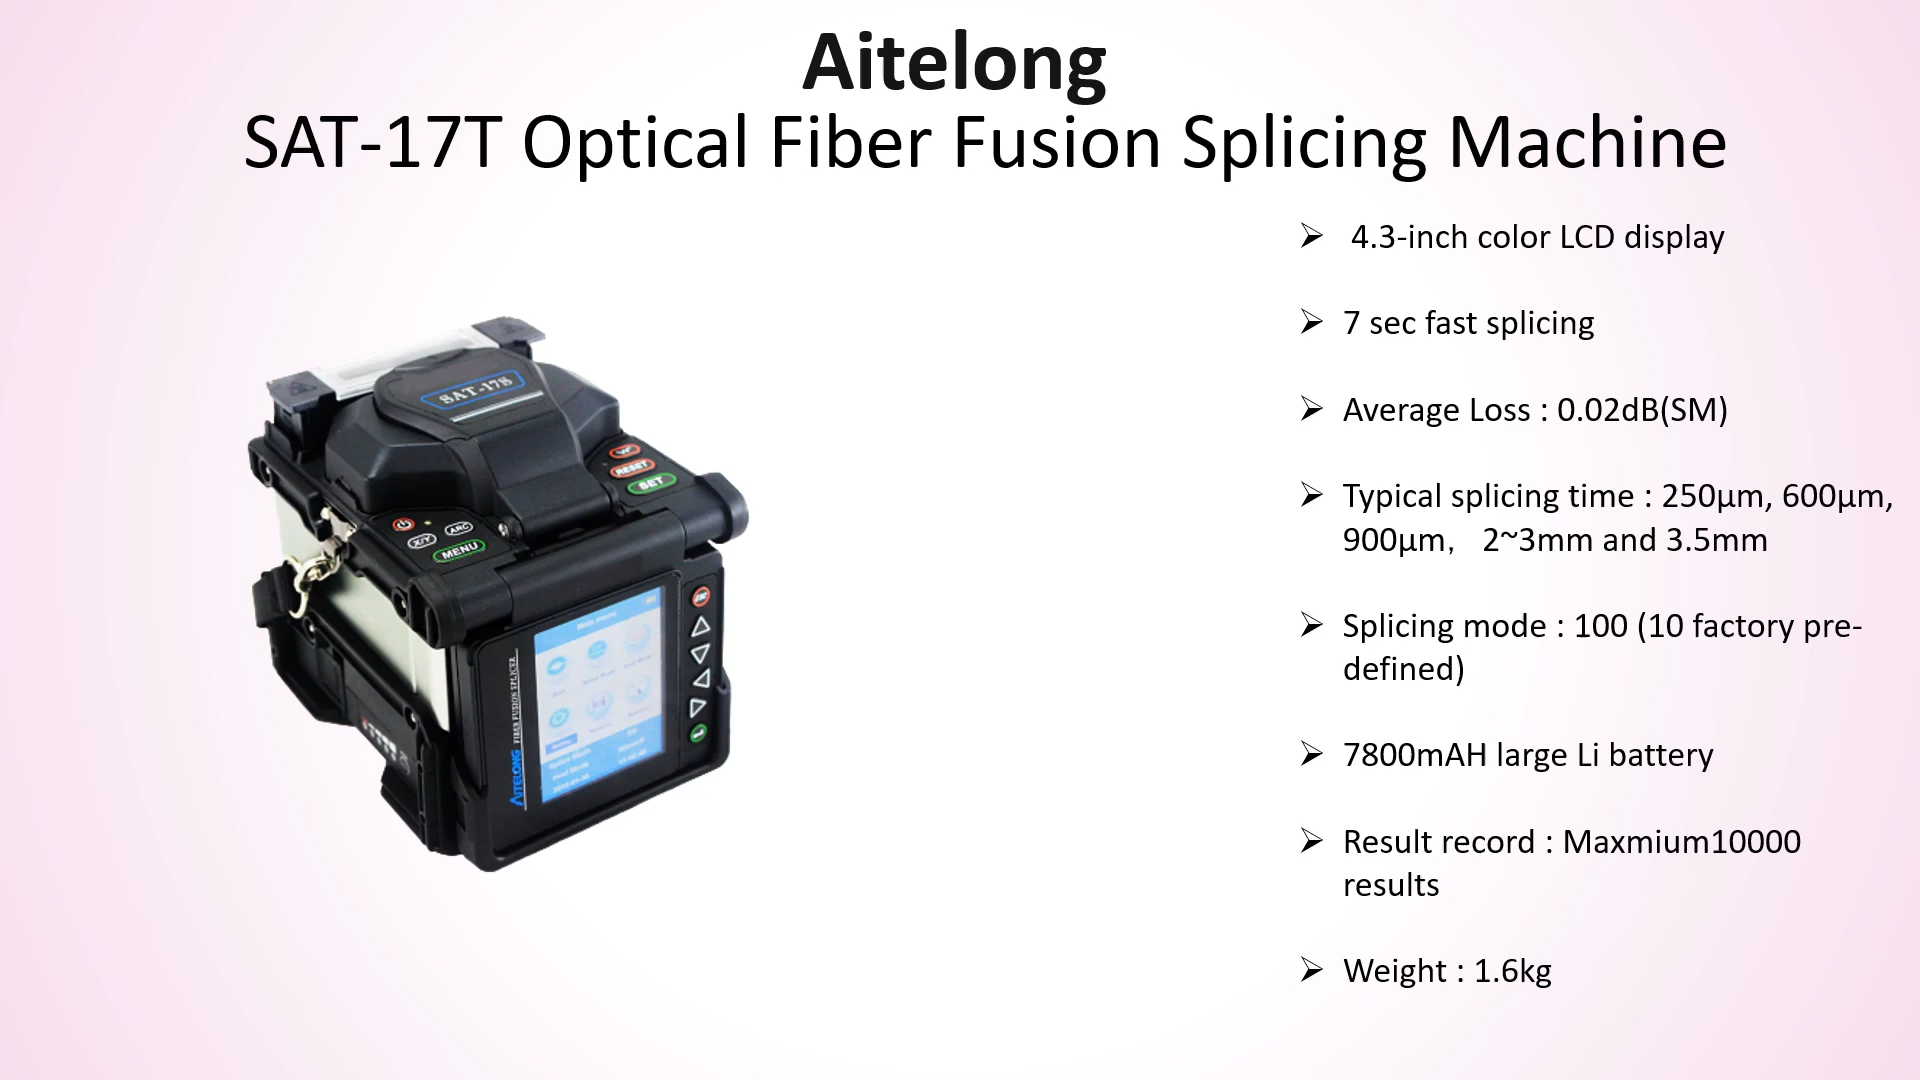 Aitelong
SAT-17T Optical Fiber Fusion Splicing Machine
4.3-inch color LCD display
7 sec fast splicing
Average Loss : 0.02dB(SM)
Typical splicing time : 250μm, 600μm,
900μm, 2~3mm and 3.5mm
Splicing mode : 100 (10 factory pre-
defined)
7800mAH large Li battery
Result record : Maxmium10000
results
Weight : 1.6kg
SAT-17S
RESET
SET
ARC
X/Y
MENU
AITELONG FIBER FUSION SPLICER
Main menu